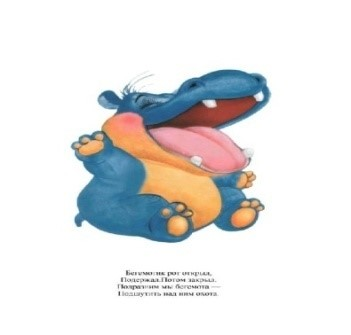 Бегемотик рот открыл,
Подержал.Потом закрыл.
Подразним мы бегемота —
Подшутить над ним охота.